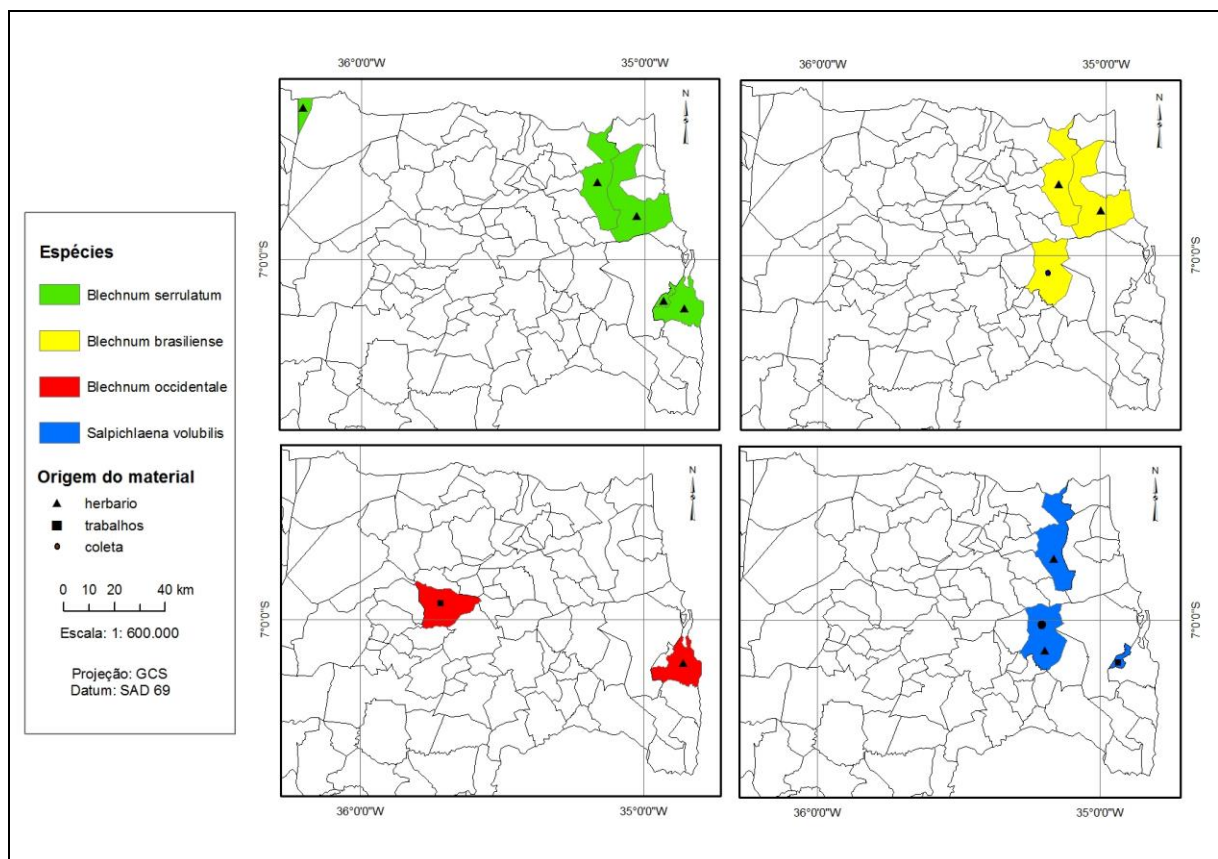 36°0'0"W
35°0'0"W
36°0'0"W
35°0'0"W
N
N
7°0'0"S
7°0'0"S
Espécies
Blechnum serrulatum
Blechnum brasiliense
Blechnum occidentale
Salpichlaena volubilis
Origem do material
herbario
trabalhos
coleta
0 10 20 40 km
Escala: 1: 600.000
Projeção: GCS
Datum: SAD 69
N
N
7°0'0"S
7°0'0"S
36°0'0"W
35°0'0"W
36°0'0"W
35°0'0"W